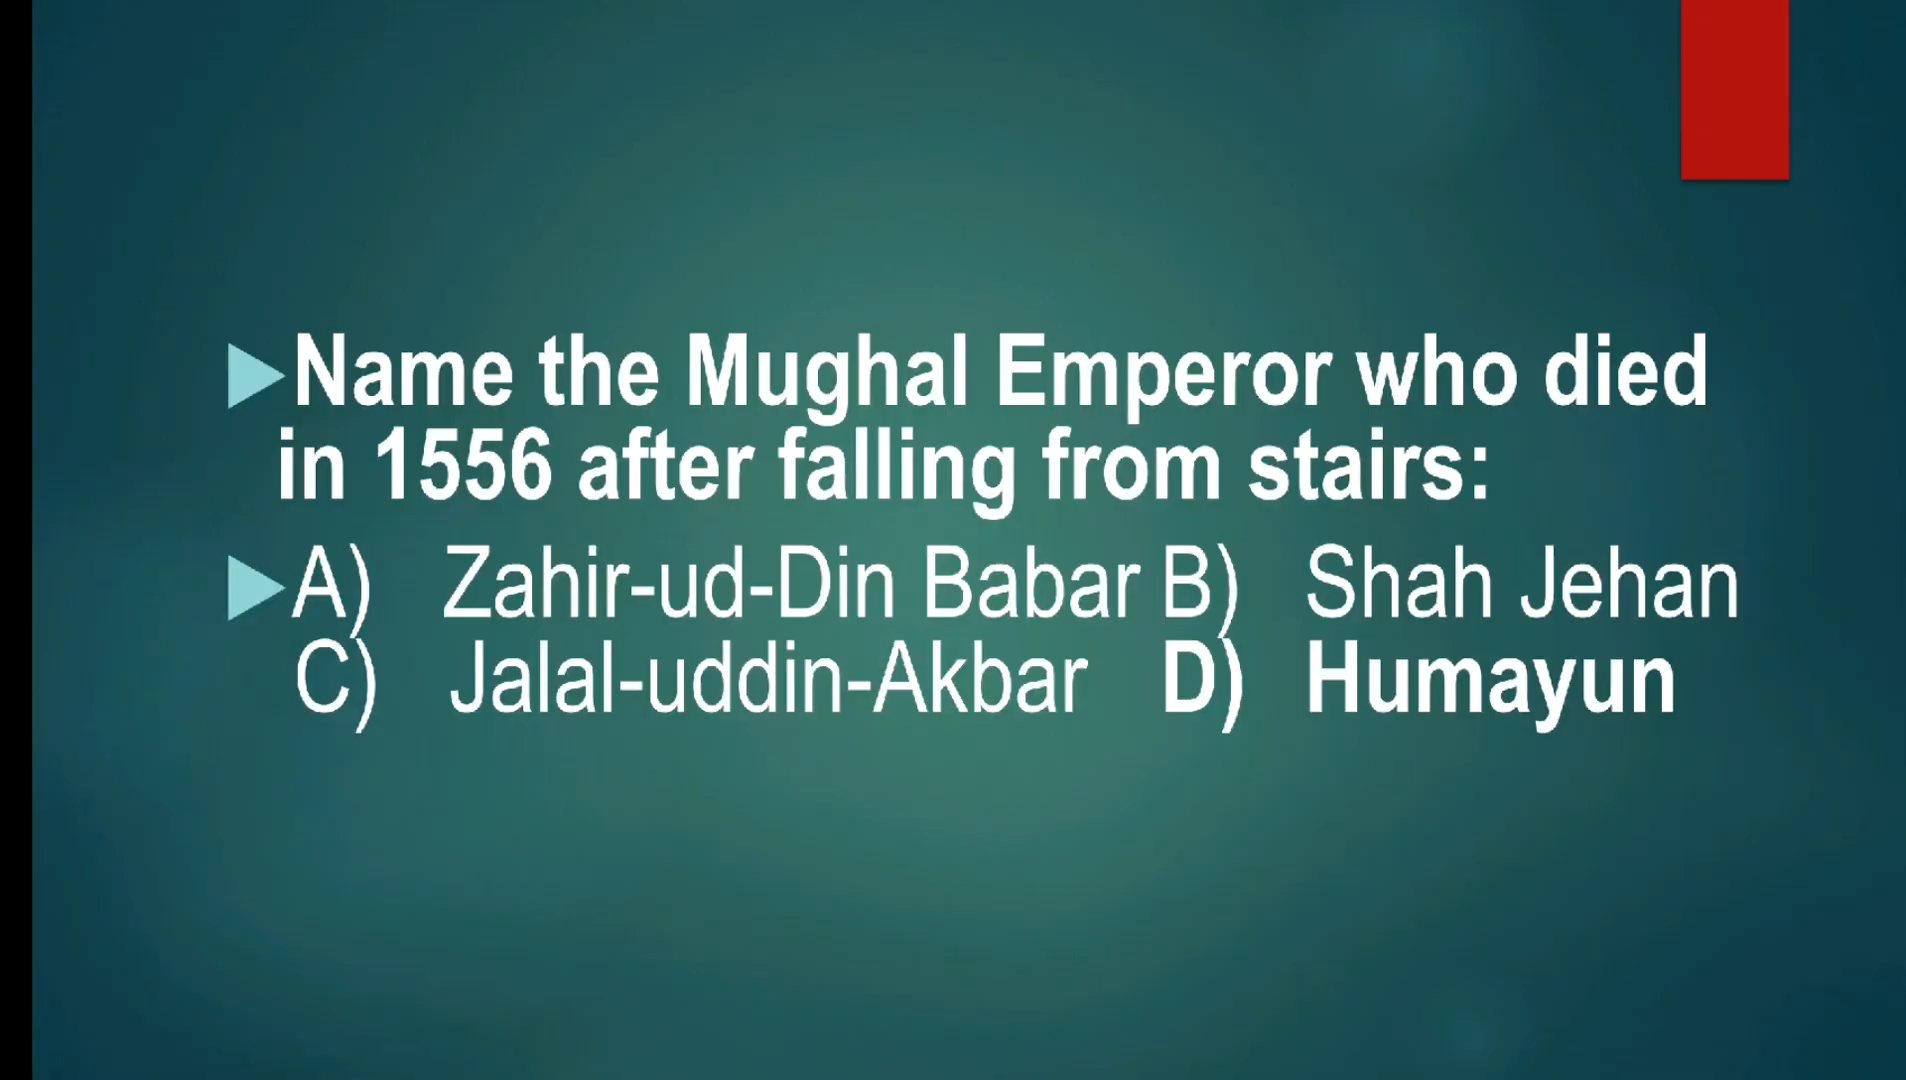 Name the Mughal Emperor who died
in 1556 after falling from stairs:
A) Zahir-ud-Din Babar B) Shah Jehan
C) Jalal-uddin-Akbar D) Humayun